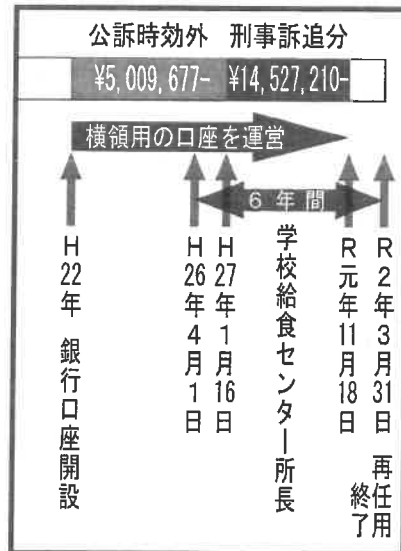 公訴時効外 刑事訴追分
¥5,009,677- ¥14,527,210-
横領用の口座を運営
6年間
H22年 銀行口座開設
H26年4月1日
H27年1月16日
学校給食センター所長
R元年11月18日
R2年3月31日 再任用
終了